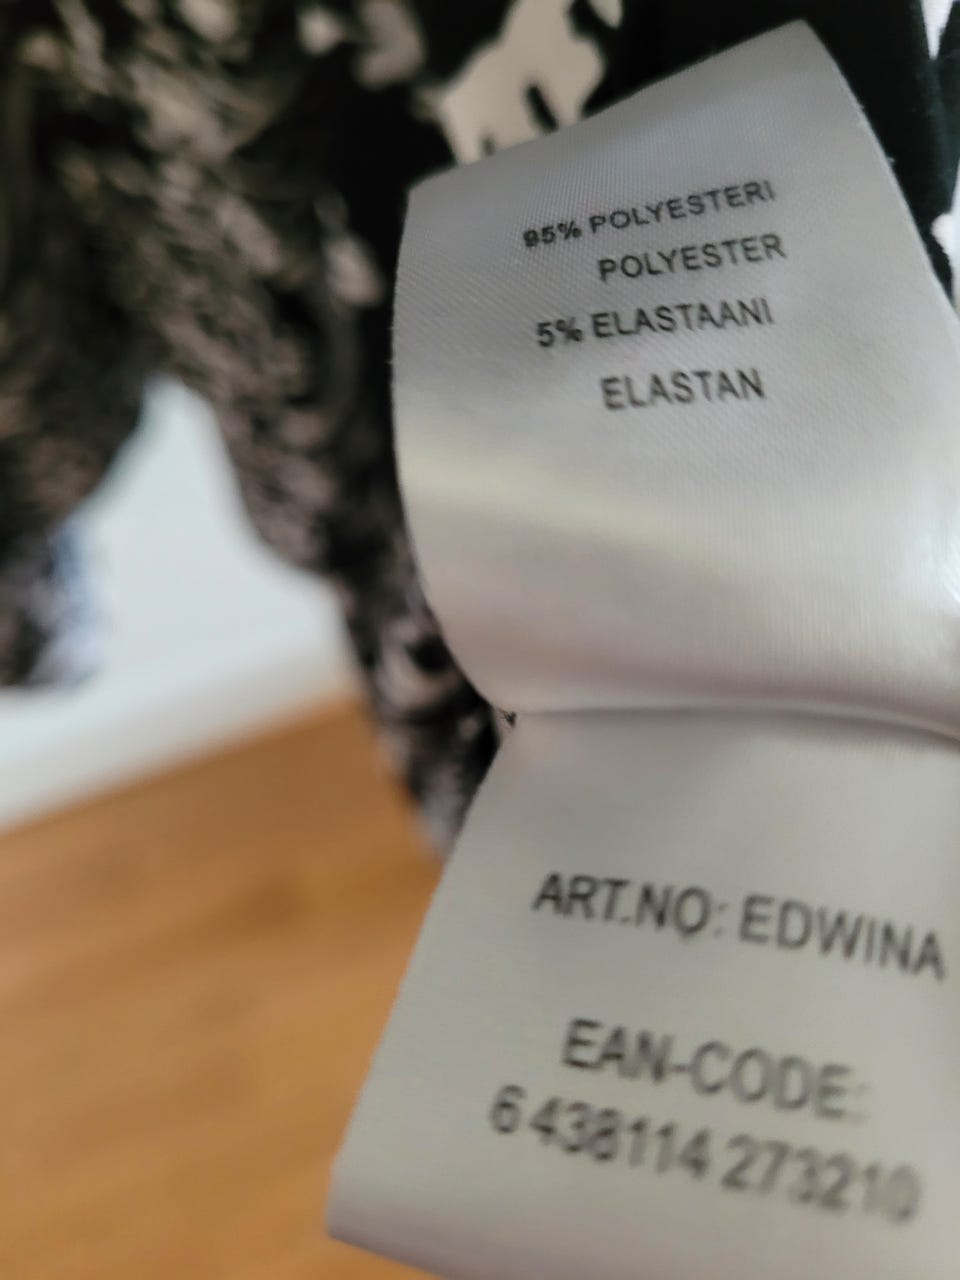 95% POLYESTERI
POLYESTER
5% ELASTAANI
ELASTAN
ART.NO: EDWINA
EAN-CODE:
6 438114 273210